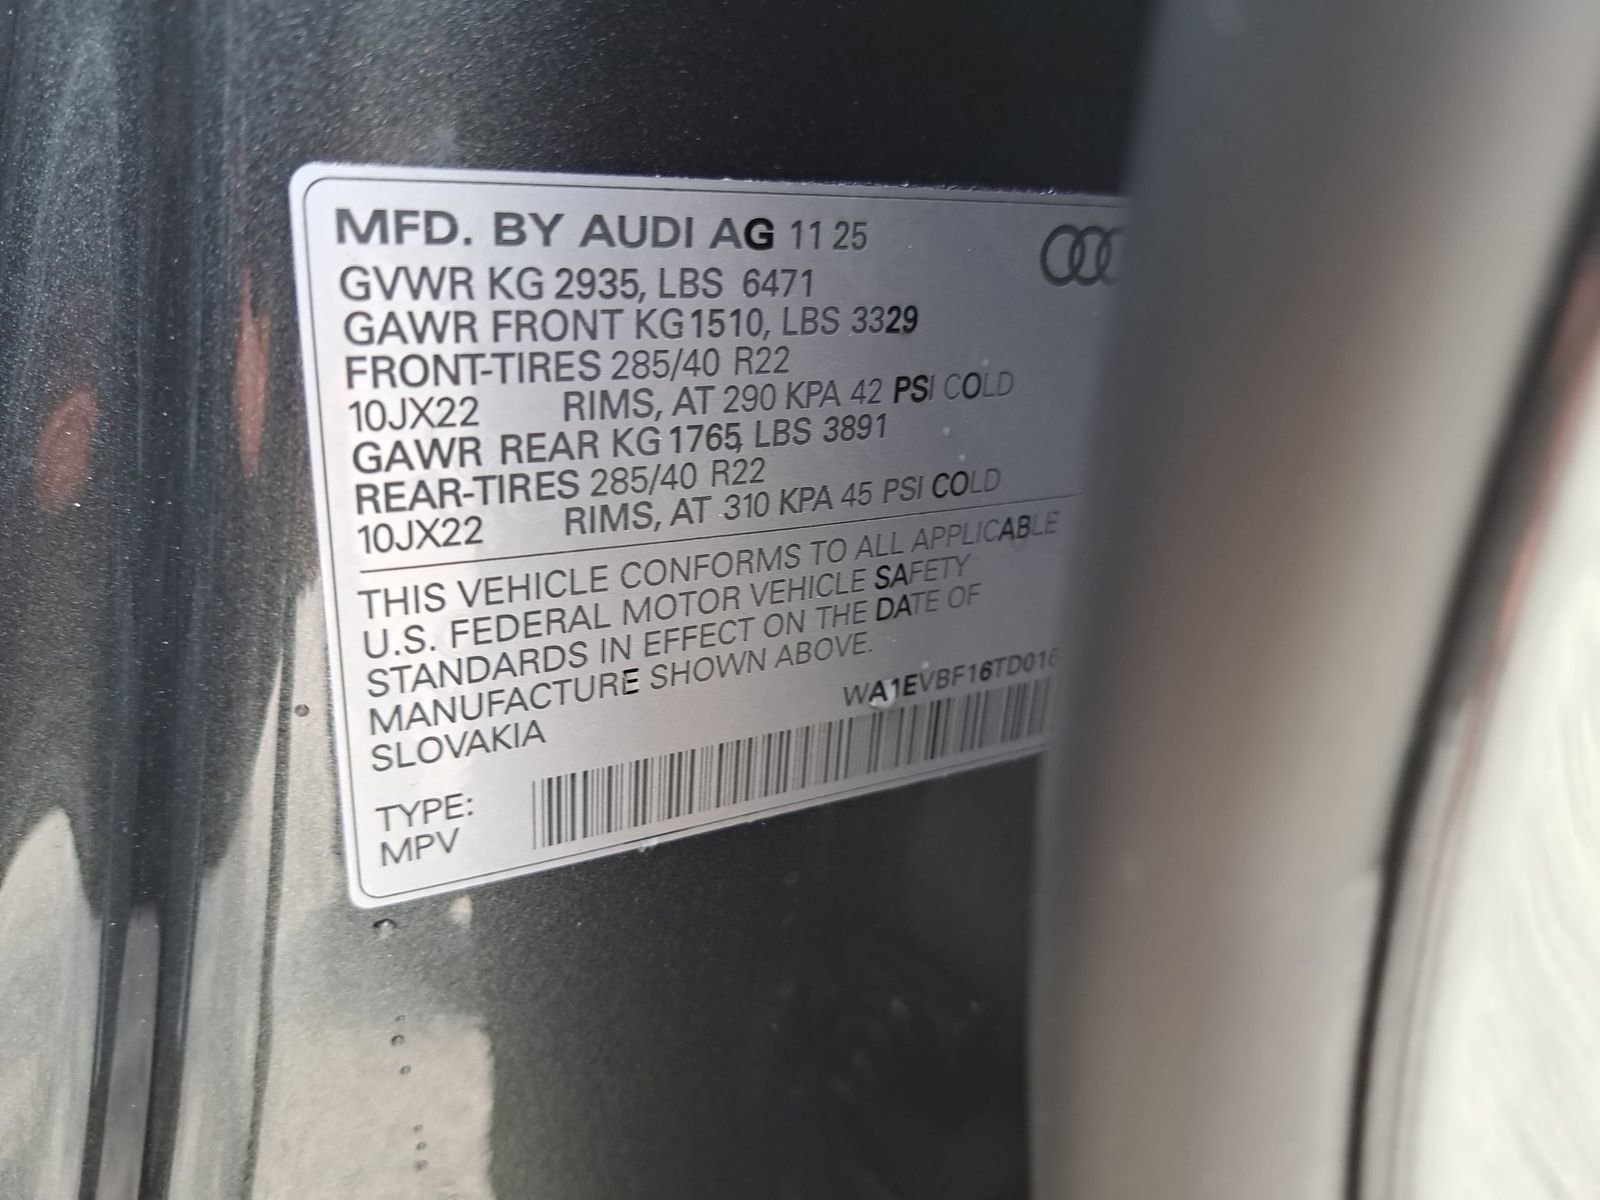 MFD. BY AUDI AG 11 25
GVWR KG 2935, LBS 6471
GAWR FRONT KG 1510, LBS 3329
FRONT-TIRES 285/40 R22
10JX22 RIMS, AT 290 KPA 42 PSI COLD
GAWR REAR KG 1765, LBS 3891
REAR-TIRES 285/40 R22
10JX22 RIMS, AT 310 KPA 45 PSI COLD
THIS VEHICLE CONFORMS TO ALL APPLICABLE
U.S. FEDERAL MOTOR VEHICLE SAFETY
STANDARDS IN EFFECT ON THE DATE OF
MANUFACTURE SHOWN ABOVE.
WA1EVBF16TD016
SLOVAKIA
TYPE:
MPV